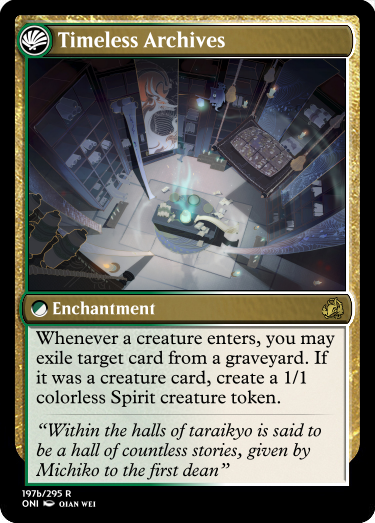 Timeless Archives
Enchantment
Whenever a creature enters, you may
exile target card from a graveyard. If
it was a creature card, create a 1/1
colorless Spirit creature token.
“Within the halls of taraikyo is said to
be a hall of countless stories, given by
Michiko to the first dean”
197b/295 R
ONI OIAN WEI